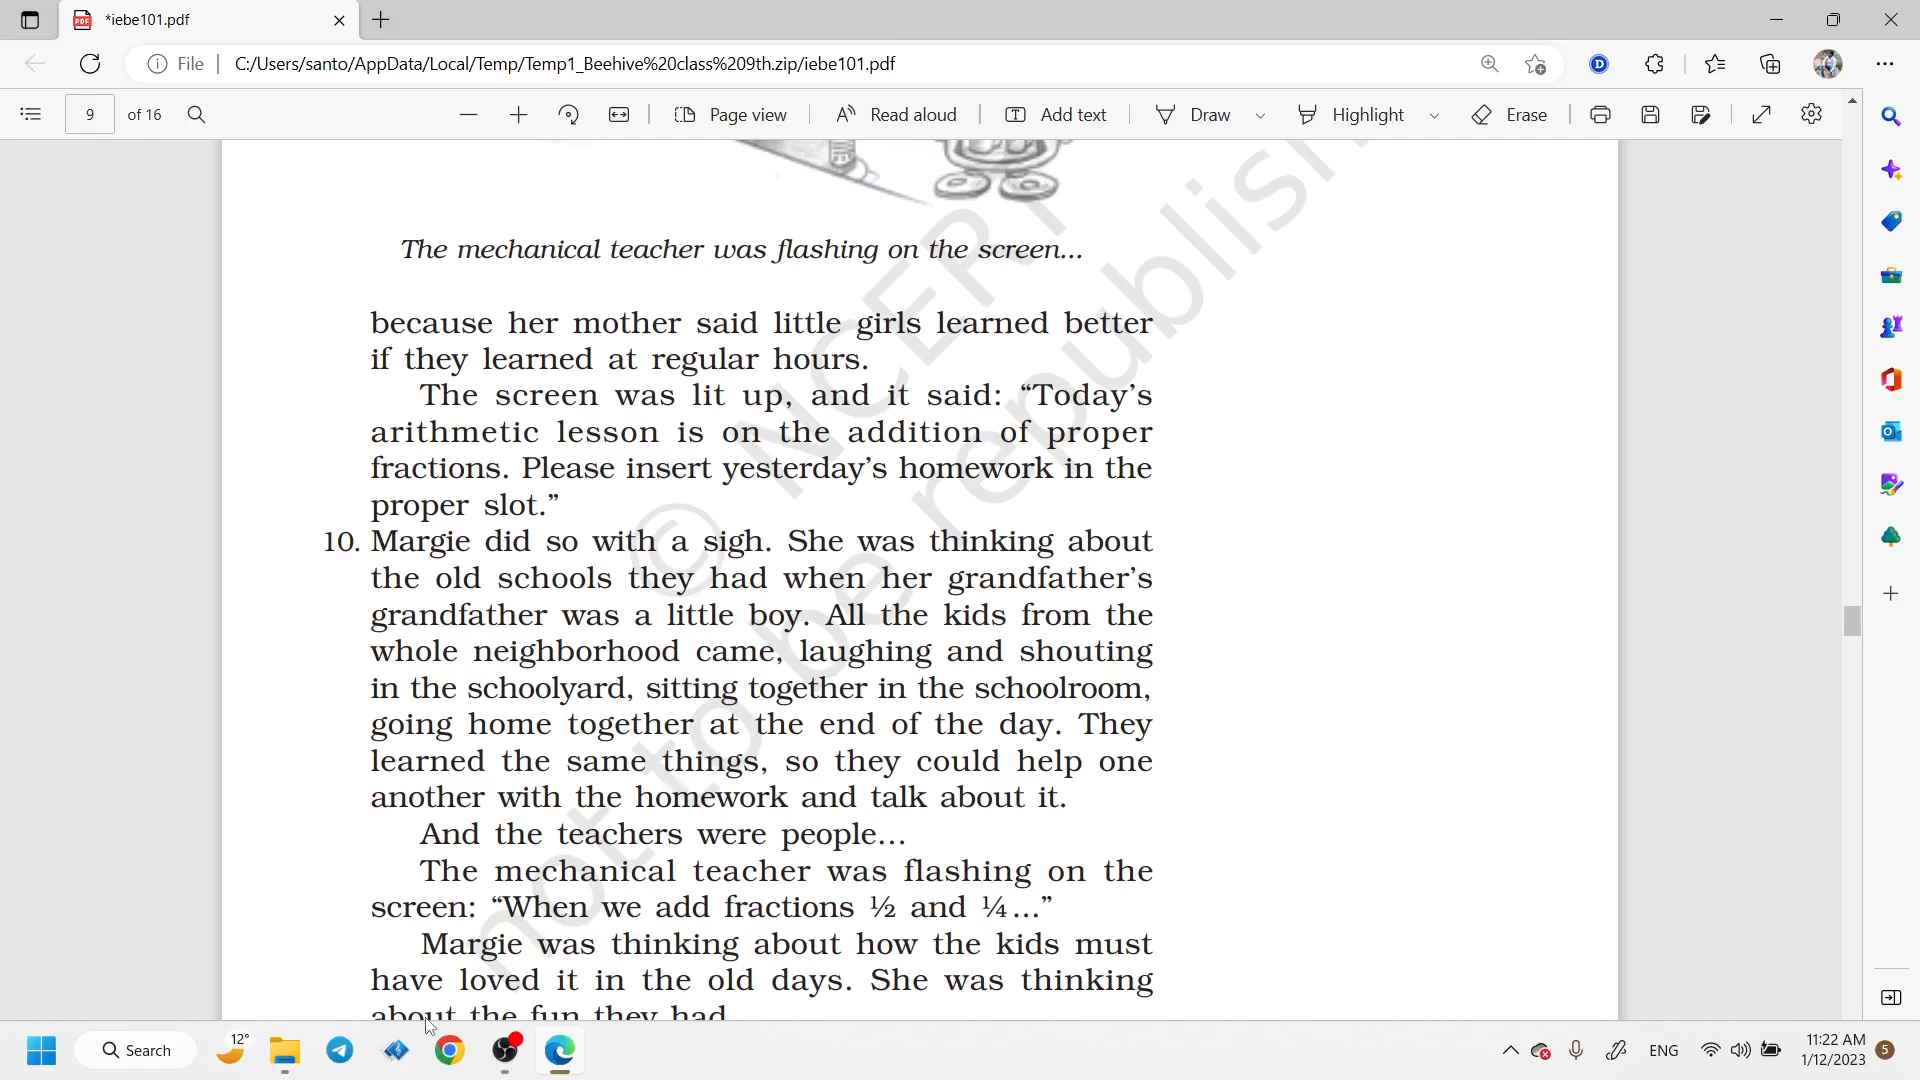 *iebe101.pdf
File
C:/Users/santo/AppData/Local/Temp/Temp1_Beehive%20class%209th.zip/iebe101.pdf
9 of 16
Page view
Read aloud
Add text
Draw
Highlight
Erase
The mechanical teacher was flashing on the screen...
because her mother said little girls learned better
if they learned at regular hours.
The screen was lit up, and it said: “Today’s
arithmetic lesson is on the addition of proper
fractions. Please insert yesterday’s homework in the
proper slot.”
10. Margie did so with a sigh. She was thinking about
the old schools they had when her grandfather’s
grandfather was a little boy. All the kids from the
whole neighborhood came, laughing and shouting
in the schoolyard, sitting together in the schoolroom,
going home together at the end of the day. They
learned the same things, so they could help one
another with the homework and talk about it.
And the teachers were people...
The mechanical teacher was flashing on the
screen: “When we add fractions ½ and ¼...”
Margie was thinking about how the kids must
have loved it in the old days. She was thinking
about the fun they had.
© NCERT
not to be republish
Search
12°
ENG
11:22 AM
1/12/2023
5